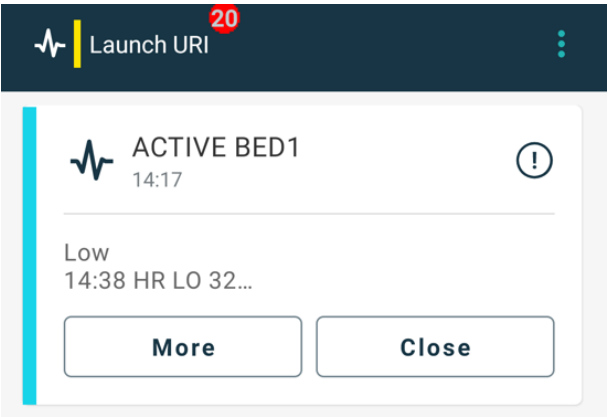 20
Launch URI
ACTIVE BED1
14:17
Low
14:38 HR LO 32...
More
Close